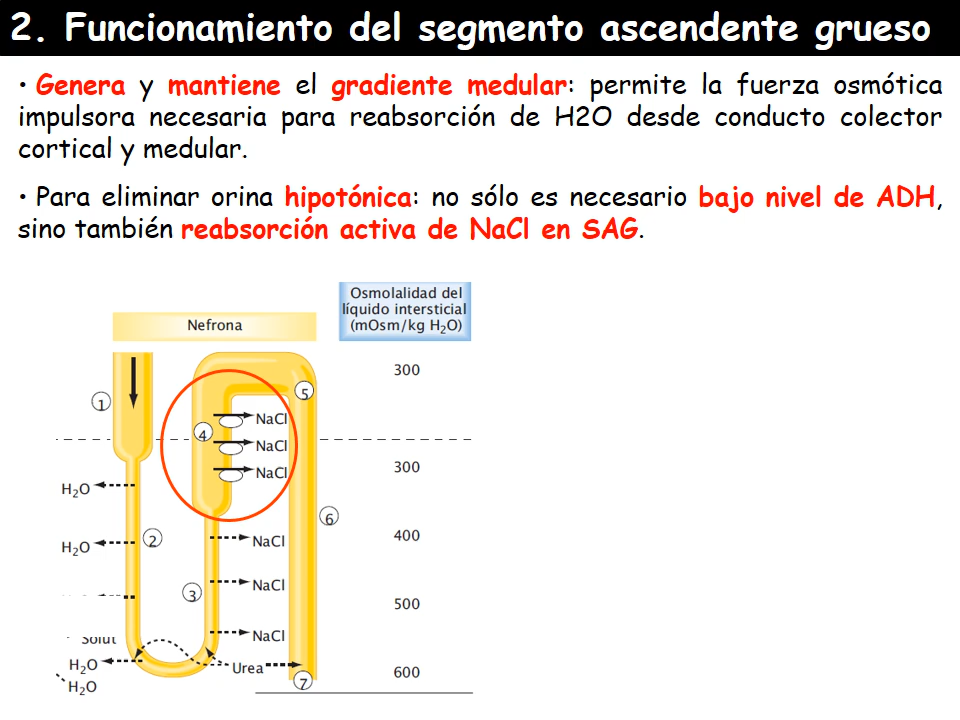 2. Funcionamiento del segmento ascendente grueso
• Genera y mantiene el gradiente medular: permite la fuerza osmótica
impulsora necesaria para reabsorción de H2O desde conducto colector
cortical y medular.
• Para eliminar orina hipotónica: no sólo es necesario bajo nivel de ADH,
sino también reabsorción activa de NaCl en SAG.
Osmolalidad del
líquido intersticial
(mOsm/kg H₂O)
Nefrona
300
1
5
NaCl
4
NaCl
300
NaCl
H₂O
6
400
2
NaCl
H₂O
NaCl
3
500
NaCl
Solut
H₂O
Urea
600
7
H₂O